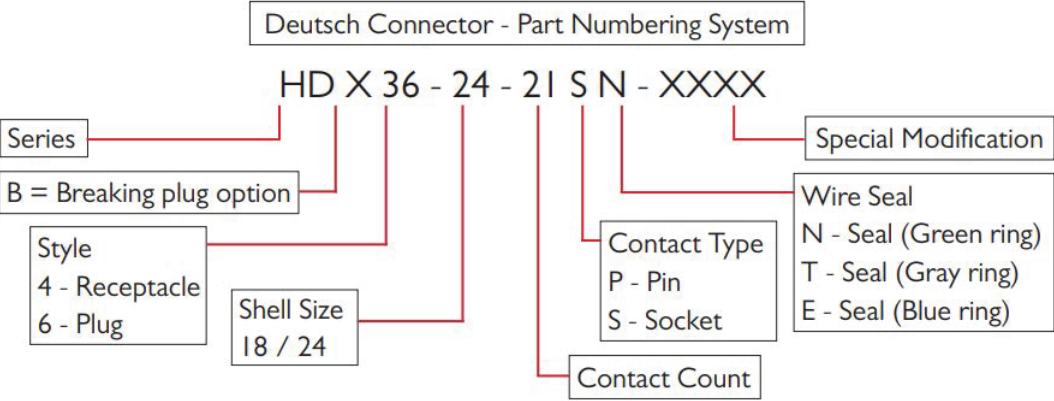 Deutsch Connector - Part Numbering System
HD X 36 - 24 - 21 S N - XXXX
Series
Special Modification
B = Breaking plug option
Wire Seal
N - Seal (Green ring)
T - Seal (Gray ring)
E - Seal (Blue ring)
Style
4 - Receptacle
6 - Plug
Contact Type
P - Pin
S - Socket
Shell Size
18 / 24
Contact Count